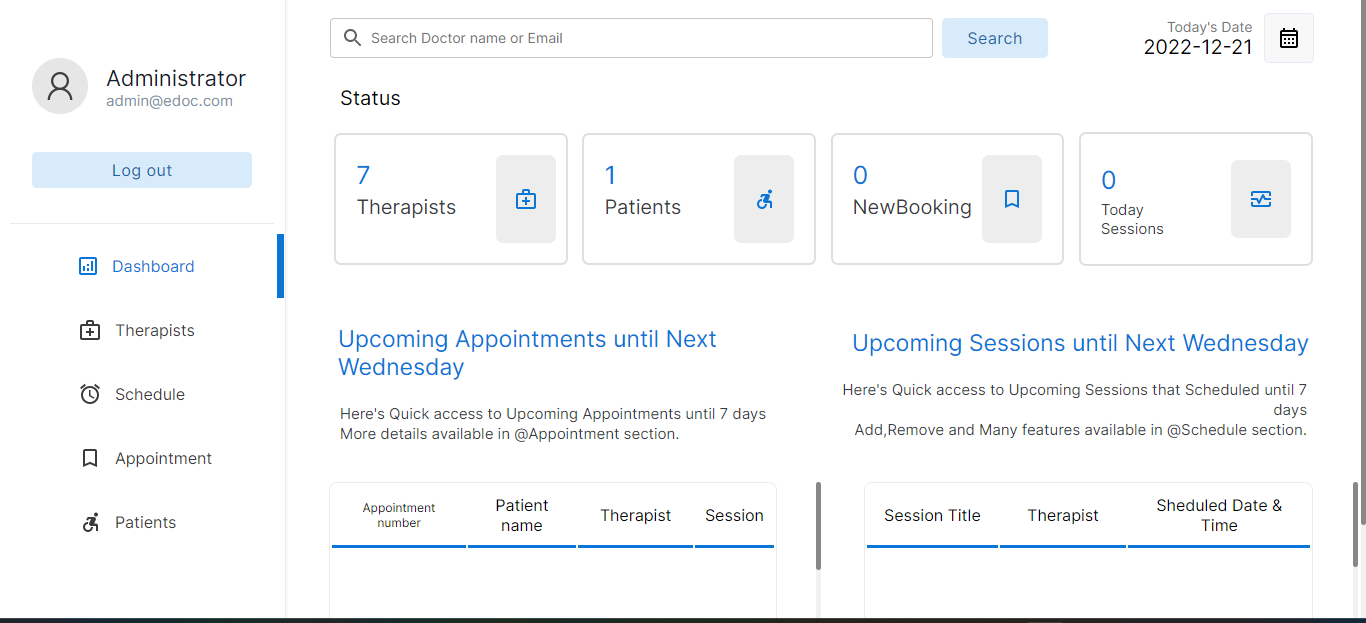 Administrator
admin@edoc.com
Log out
Dashboard
Therapists
Schedule
Appointment
Patients
Search Doctor name or Email
Search
Today's Date
2022-12-21
Status
7
Therapists
1
Patients
0
NewBooking
0
Today
Sessions
Upcoming Appointments until Next
Wednesday
Here's Quick access to Upcoming Appointments until 7 days
More details available in @Appointment section.
Appointment
number
Patient
name
Therapist
Session
Upcoming Sessions until Next Wednesday
Here's Quick access to Upcoming Sessions that Scheduled until 7
days
Add,Remove and Many features available in @Schedule section.
Session Title
Therapist
Sheduled Date &
Time